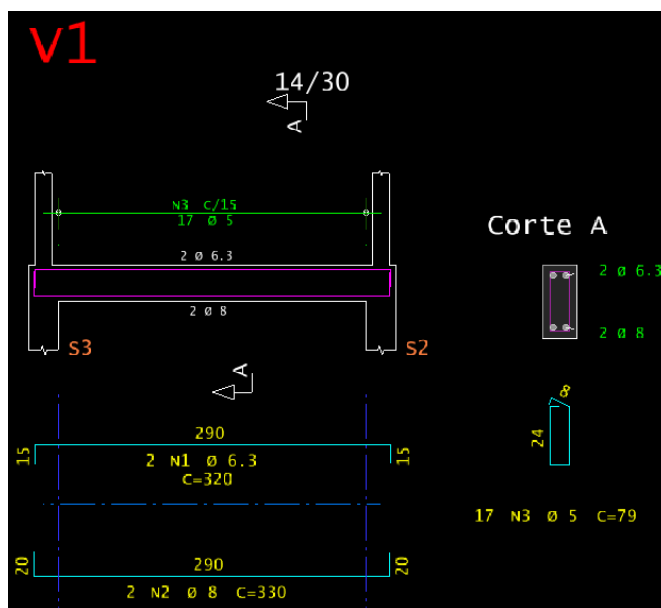 V1
14/30
A
N3 C/15
17 Ø 5
Corte A
2 Ø 6.3
2 Ø 6.3
2 Ø 8
2 Ø 8
S3
S2
A
8
290
15
2 N1 Ø 6.3
15
24
C=320
17 N3 Ø 5 C=79
290
20
20
2 N2 Ø 8 C=330